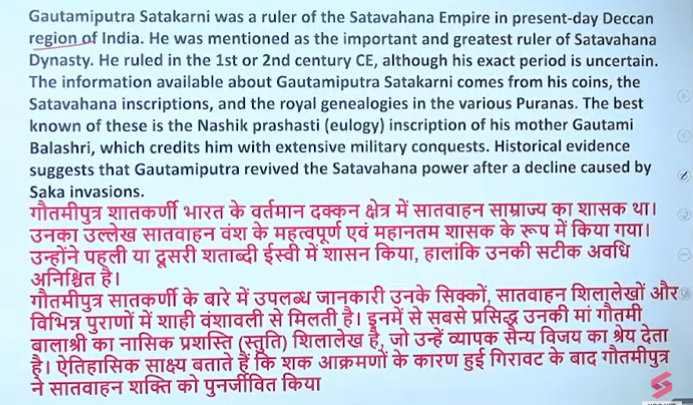 Gautamiputra Satakarni was a ruler of the Satavahana Empire in present-day Deccan
region of India. He was mentioned as the important and greatest ruler of Satavahana
Dynasty. He ruled in the 1st or 2nd century CE, although his exact period is uncertain.
The information available about Gautamiputra Satakarni comes from his coins, the
Satavahana inscriptions, and the royal genealogies in the various Puranas. The best
known of these is the Nashik prashasti (eulogy) inscription of his mother Gautami
Balashri, which credits him with extensive military conquests. Historical evidence
suggests that Gautamiputra revived the Satavahana power after a decline caused by
Saka invasions.
गौतमीपुत्र शातकर्णी भारत के वर्तमान दक्कन क्षेत्र में सातवाहन साम्राज्य का शासक था।
उनका उल्लेख सातवाहन वंश के महत्वपूर्ण एवं महानतम शासक के रूप में किया गया।
उन्होंने पहली या दूसरी शताब्दी ईस्वी में शासन किया, हालांकि उनकी सटीक अवधि
अनिश्चित है।
गौतमीपुत्र सातकर्णी के बारे में उपलब्ध जानकारी उनके सिक्कों, सातवाहन शिलालेखों और
विभिन्न पुराणों में शाही वंशावली से मिलती है। इनमें से सबसे प्रसिद्ध उनकी मां गौतमी
बालाश्री का नासिक प्रशस्ति (स्तुति) शिलालेख है, जो उन्हें व्यापक सैन्य विजय का श्रेय देता
है। ऐतिहासिक साक्ष्य बताते हैं कि शक आक्रमणों के कारण हुई गिरावट के बाद गौतमीपुत्र
ने सातवाहन शक्ति को पुनर्जीवित किया